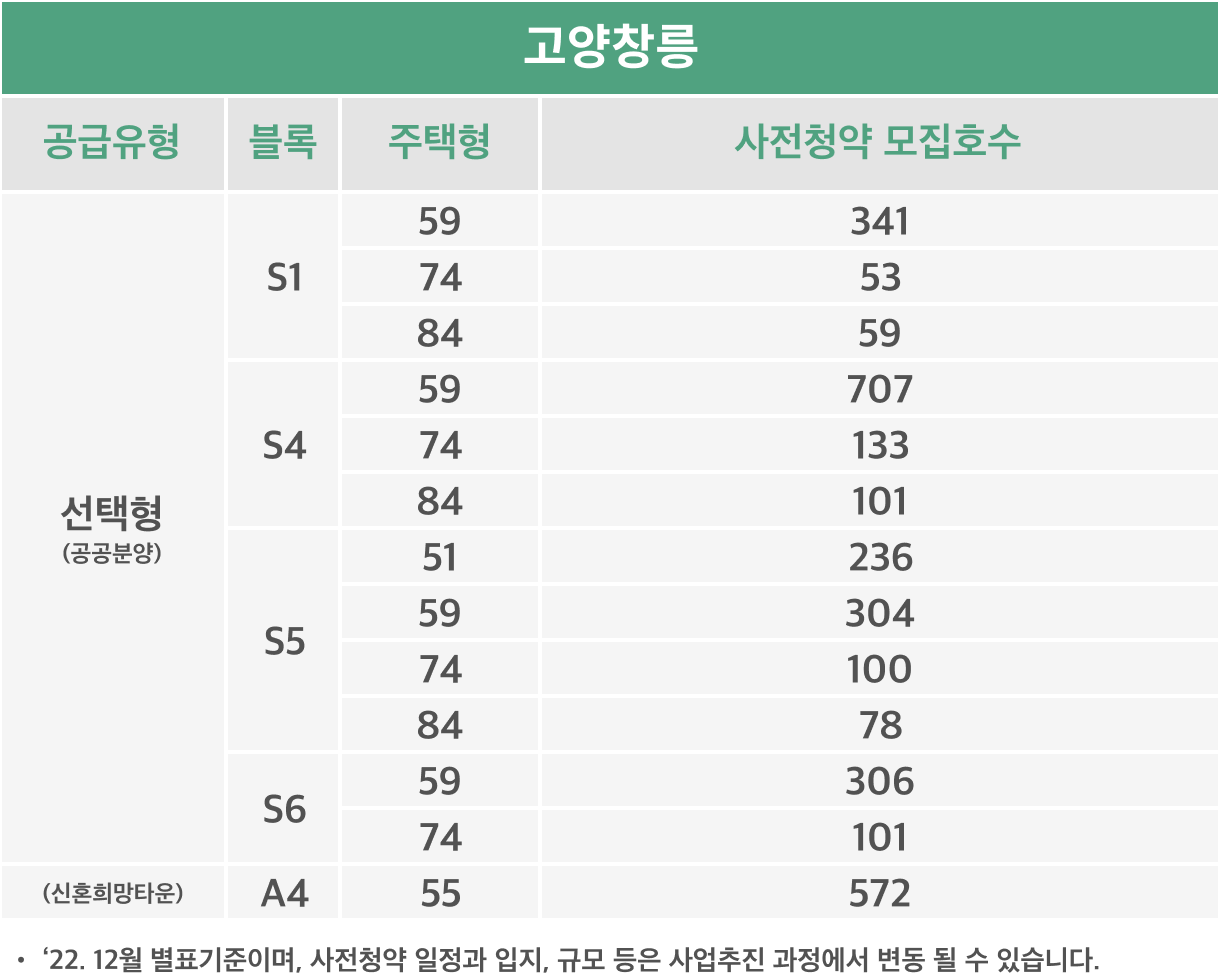 고양창릉
공급유형 블록 주택형 사전청약 모집호수
선택형
(공공분양)
S1
59 341
74 53
84 59
S4
59 707
74 133
84 101
S5
51 236
59 304
74 100
84 78
S6
59 306
74 101
(신혼희망타운) A4 55 572
• ‘22. 12월 별표기준이며, 사전청약 일정과 입지, 규모 등은 사업추진 과정에서 변동 될 수 있습니다.